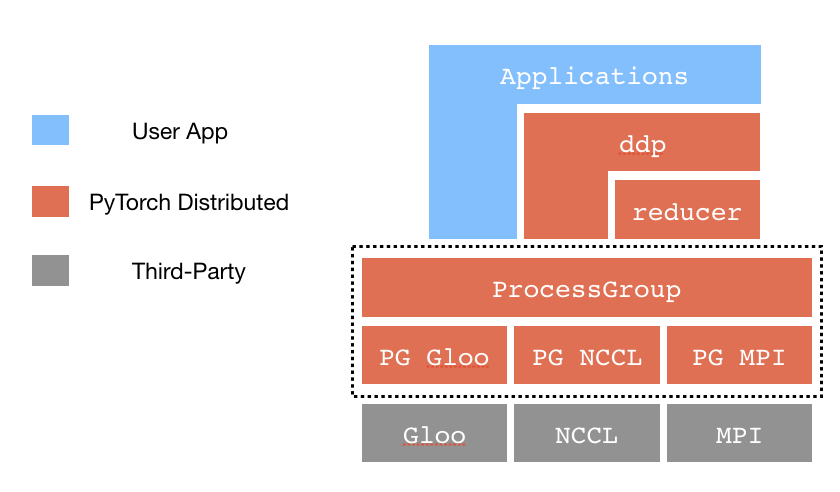 Applications
User App
ddp
PyTorch Distributed
reducer
Third-Party
ProcessGroup
PG Gloo
PG NCCL
PG MPI
Gloo
NCCL
MPI